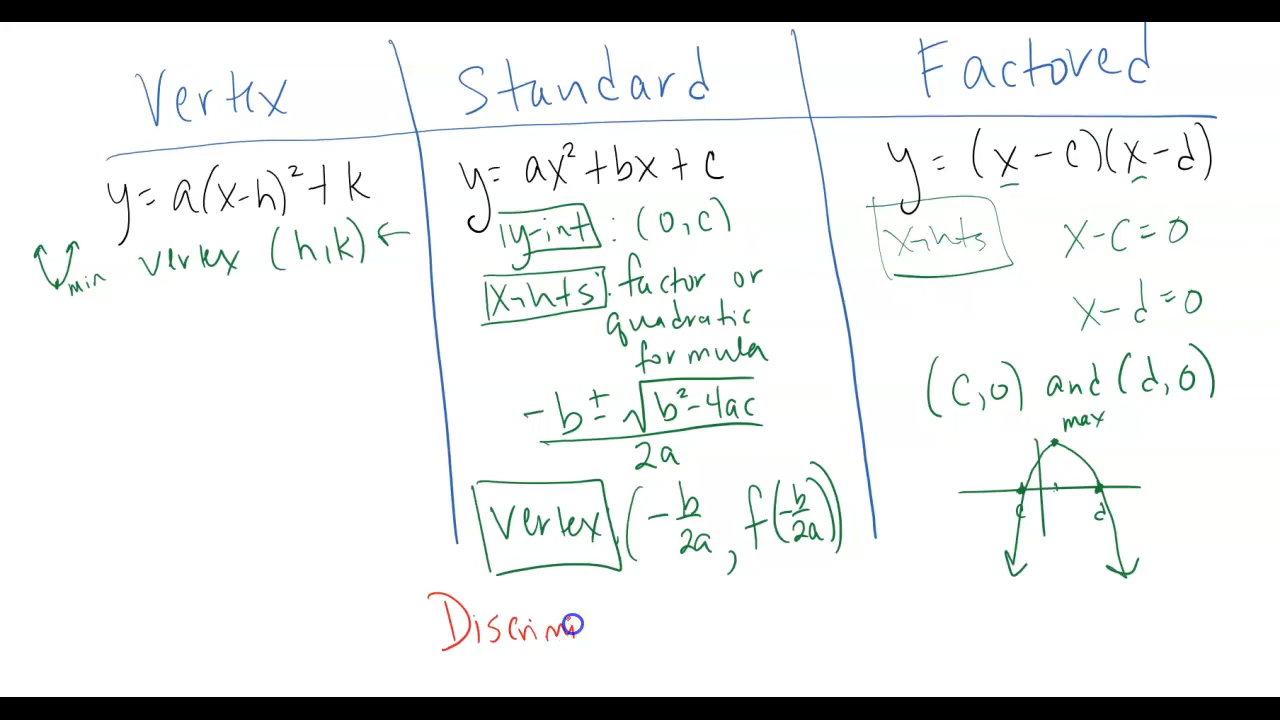 Vertex
y = a(x-h)² + k
min vertex (h,k) ←
Standard
y = ax² + bx + c
y-int : (0,c)
x-ints : factor or
quadratic
formula
-b ± √b²-4ac
2a
vertex (-b/2a, f(-b/2a))
Factored
y = (x - c)(x - d)
x-ints x-c=0
x-d=0
(c,0) and (d,0)
max
c d
Discrimi